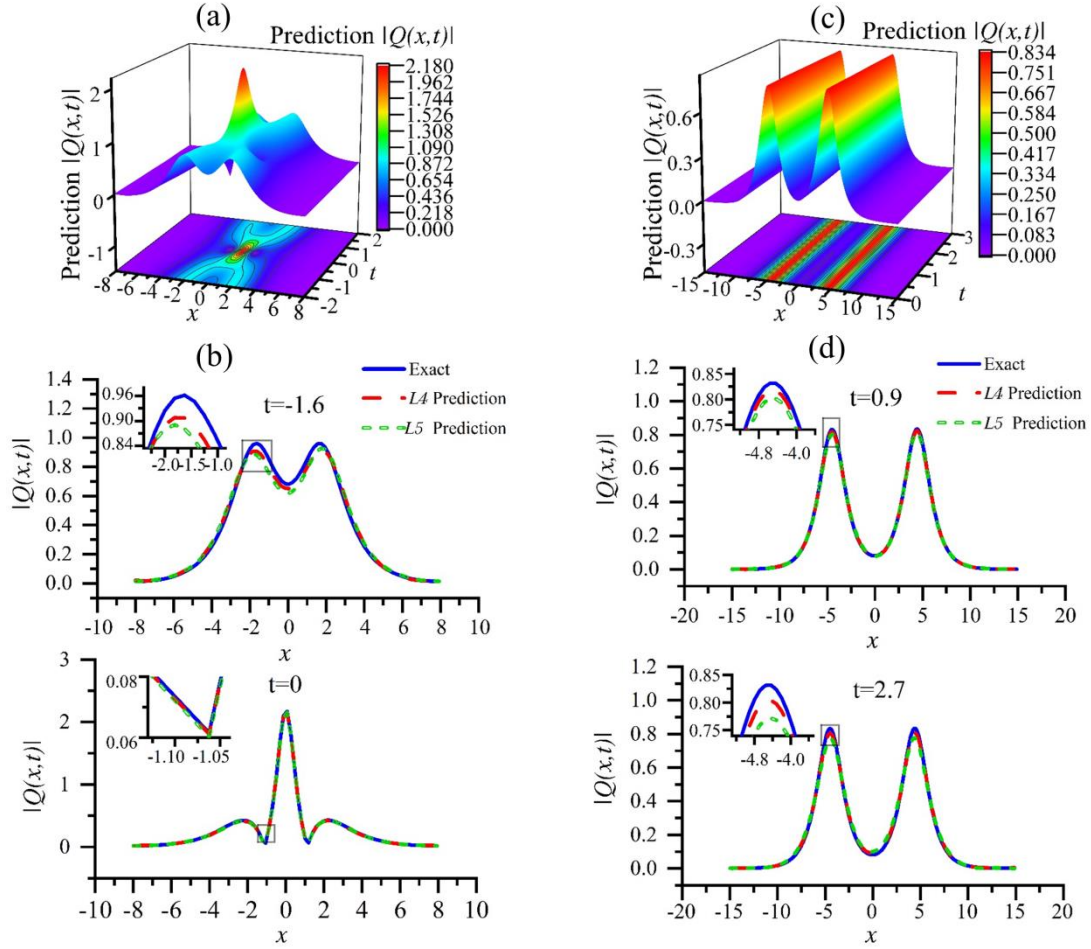 (a)
Prediction |Q(x,t)|
2.180
1.962
1.744
1.526
1.308
1.090
0.872
0.654
0.436
0.218
0.000
Prediction |Q(x,t)|
2
1
0
-1
-8 -6 -4 -2 0 2 4 6 8
x
-2 -1 0 1 2
t
(c)
Prediction |Q(x,t)|
0.834
0.751
0.667
0.584
0.500
0.417
0.334
0.250
0.167
0.083
0.000
Prediction |Q(x,t)|
0.6
0.3
0.0
-0.3
-15 -10 -5 0 5 10 15
x
0 1 2 3
t
(b)
1.4
1.2
1.0
0.8
0.6
0.4
0.2
0.0
|Q(x,t)|
0.96
0.90
0.84
-2.0 -1.5 -1.0
t=-1.6
Exact
L4 Prediction
L5 Prediction
-10 -8 -6 -4 -2 0 2 4 6 8 10
x
3
2
1
0
|Q(x,t)|
0.08
0.06
-1.10 -1.05
t=0
-10 -8 -6 -4 -2 0 2 4 6 8 10
x
(d)
1.2
1.0
0.8
0.6
0.4
0.2
0.0
|Q(x,t)|
0.85
0.80
0.75
-4.8 -4.0
t=0.9
Exact
L4 Prediction
L5 Prediction
-20 -15 -10 -5 0 5 10 15 20
x
1.2
1.0
0.8
0.6
0.4
0.2
0.0
|Q(x,t)|
0.85
0.80
0.75
-4.8 -4.0
t=2.7
-20 -15 -10 -5 0 5 10 15 20
x